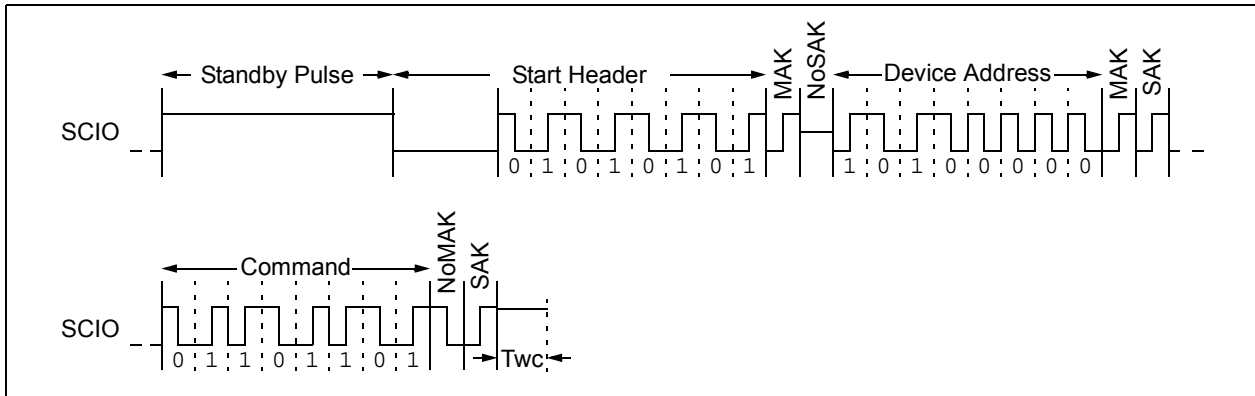 Standby Pulse
Start Header
MAK
NoSAK
Device Address
MAK
SAK
SCIO
0 1 0 1 0 1 0 1
1 0 1 0 0 0 0 0
Command
NoMAK
SAK
SCIO
0 1 1 0 1 1 0 1
Twc